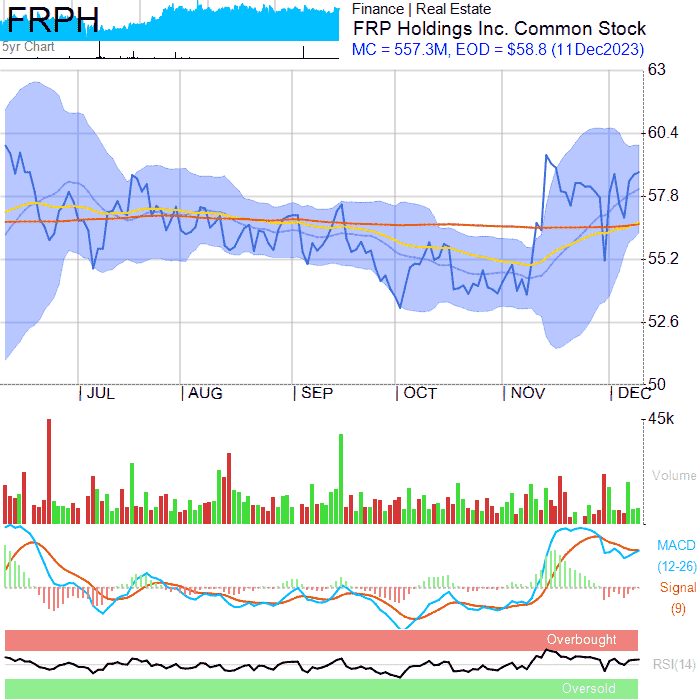 FRPH
5yr Chart
Finance | Real Estate
FRP Holdings Inc. Common Stock
MC = 557.3M, EOD = $58.8 (11Dec2023)
63
60.4
57.8
55.2
52.6
50
JUL AUG SEP OCT NOV DEC
45k
Volume
MACD
(12-26)
Signal
(9)
Overbought
RSI(14)
Oversold